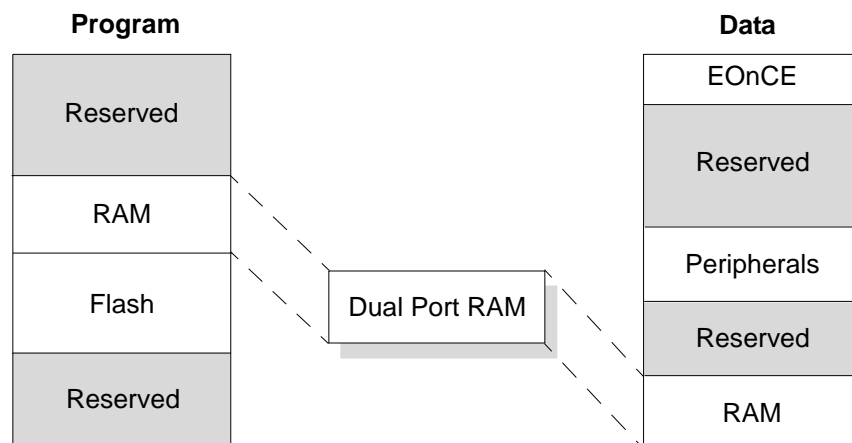 Program
Reserved
RAM
Flash
Reserved
Dual Port RAM
Data
EOnCE
Reserved
Peripherals
Reserved
RAM